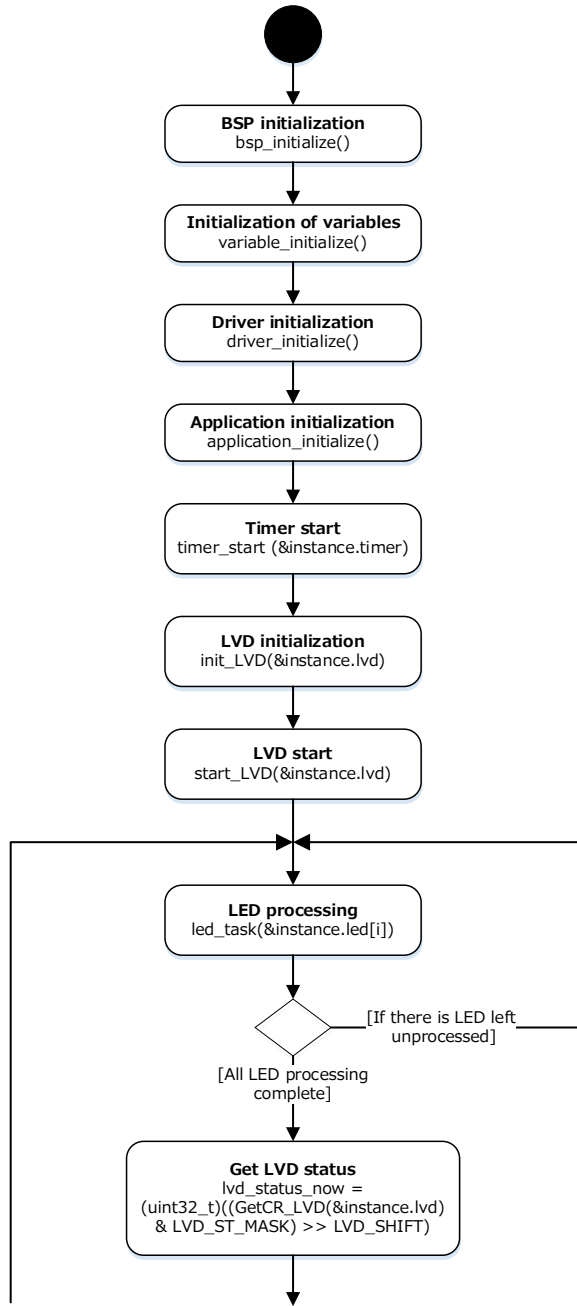 BSP initialization
bsp_initialize()
Initialization of variables
variable_initialize()
Driver initialization
driver_initialize()
Application initialization
application_initialize()
Timer start
timer_start (&instance.timer)
LVD initialization
init_LVD(&instance.lvd)
LVD start
start_LVD(&instance.lvd)
LED processing
led_task(&instance.led[i])
[If there is LED left
unprocessed]
[All LED processing
complete]
Get LVD status
lvd_status_now =
(uint32_t)((GetCR_LVD(&instance.lvd)
& LVD_ST_MASK) >> LVD_SHIFT)